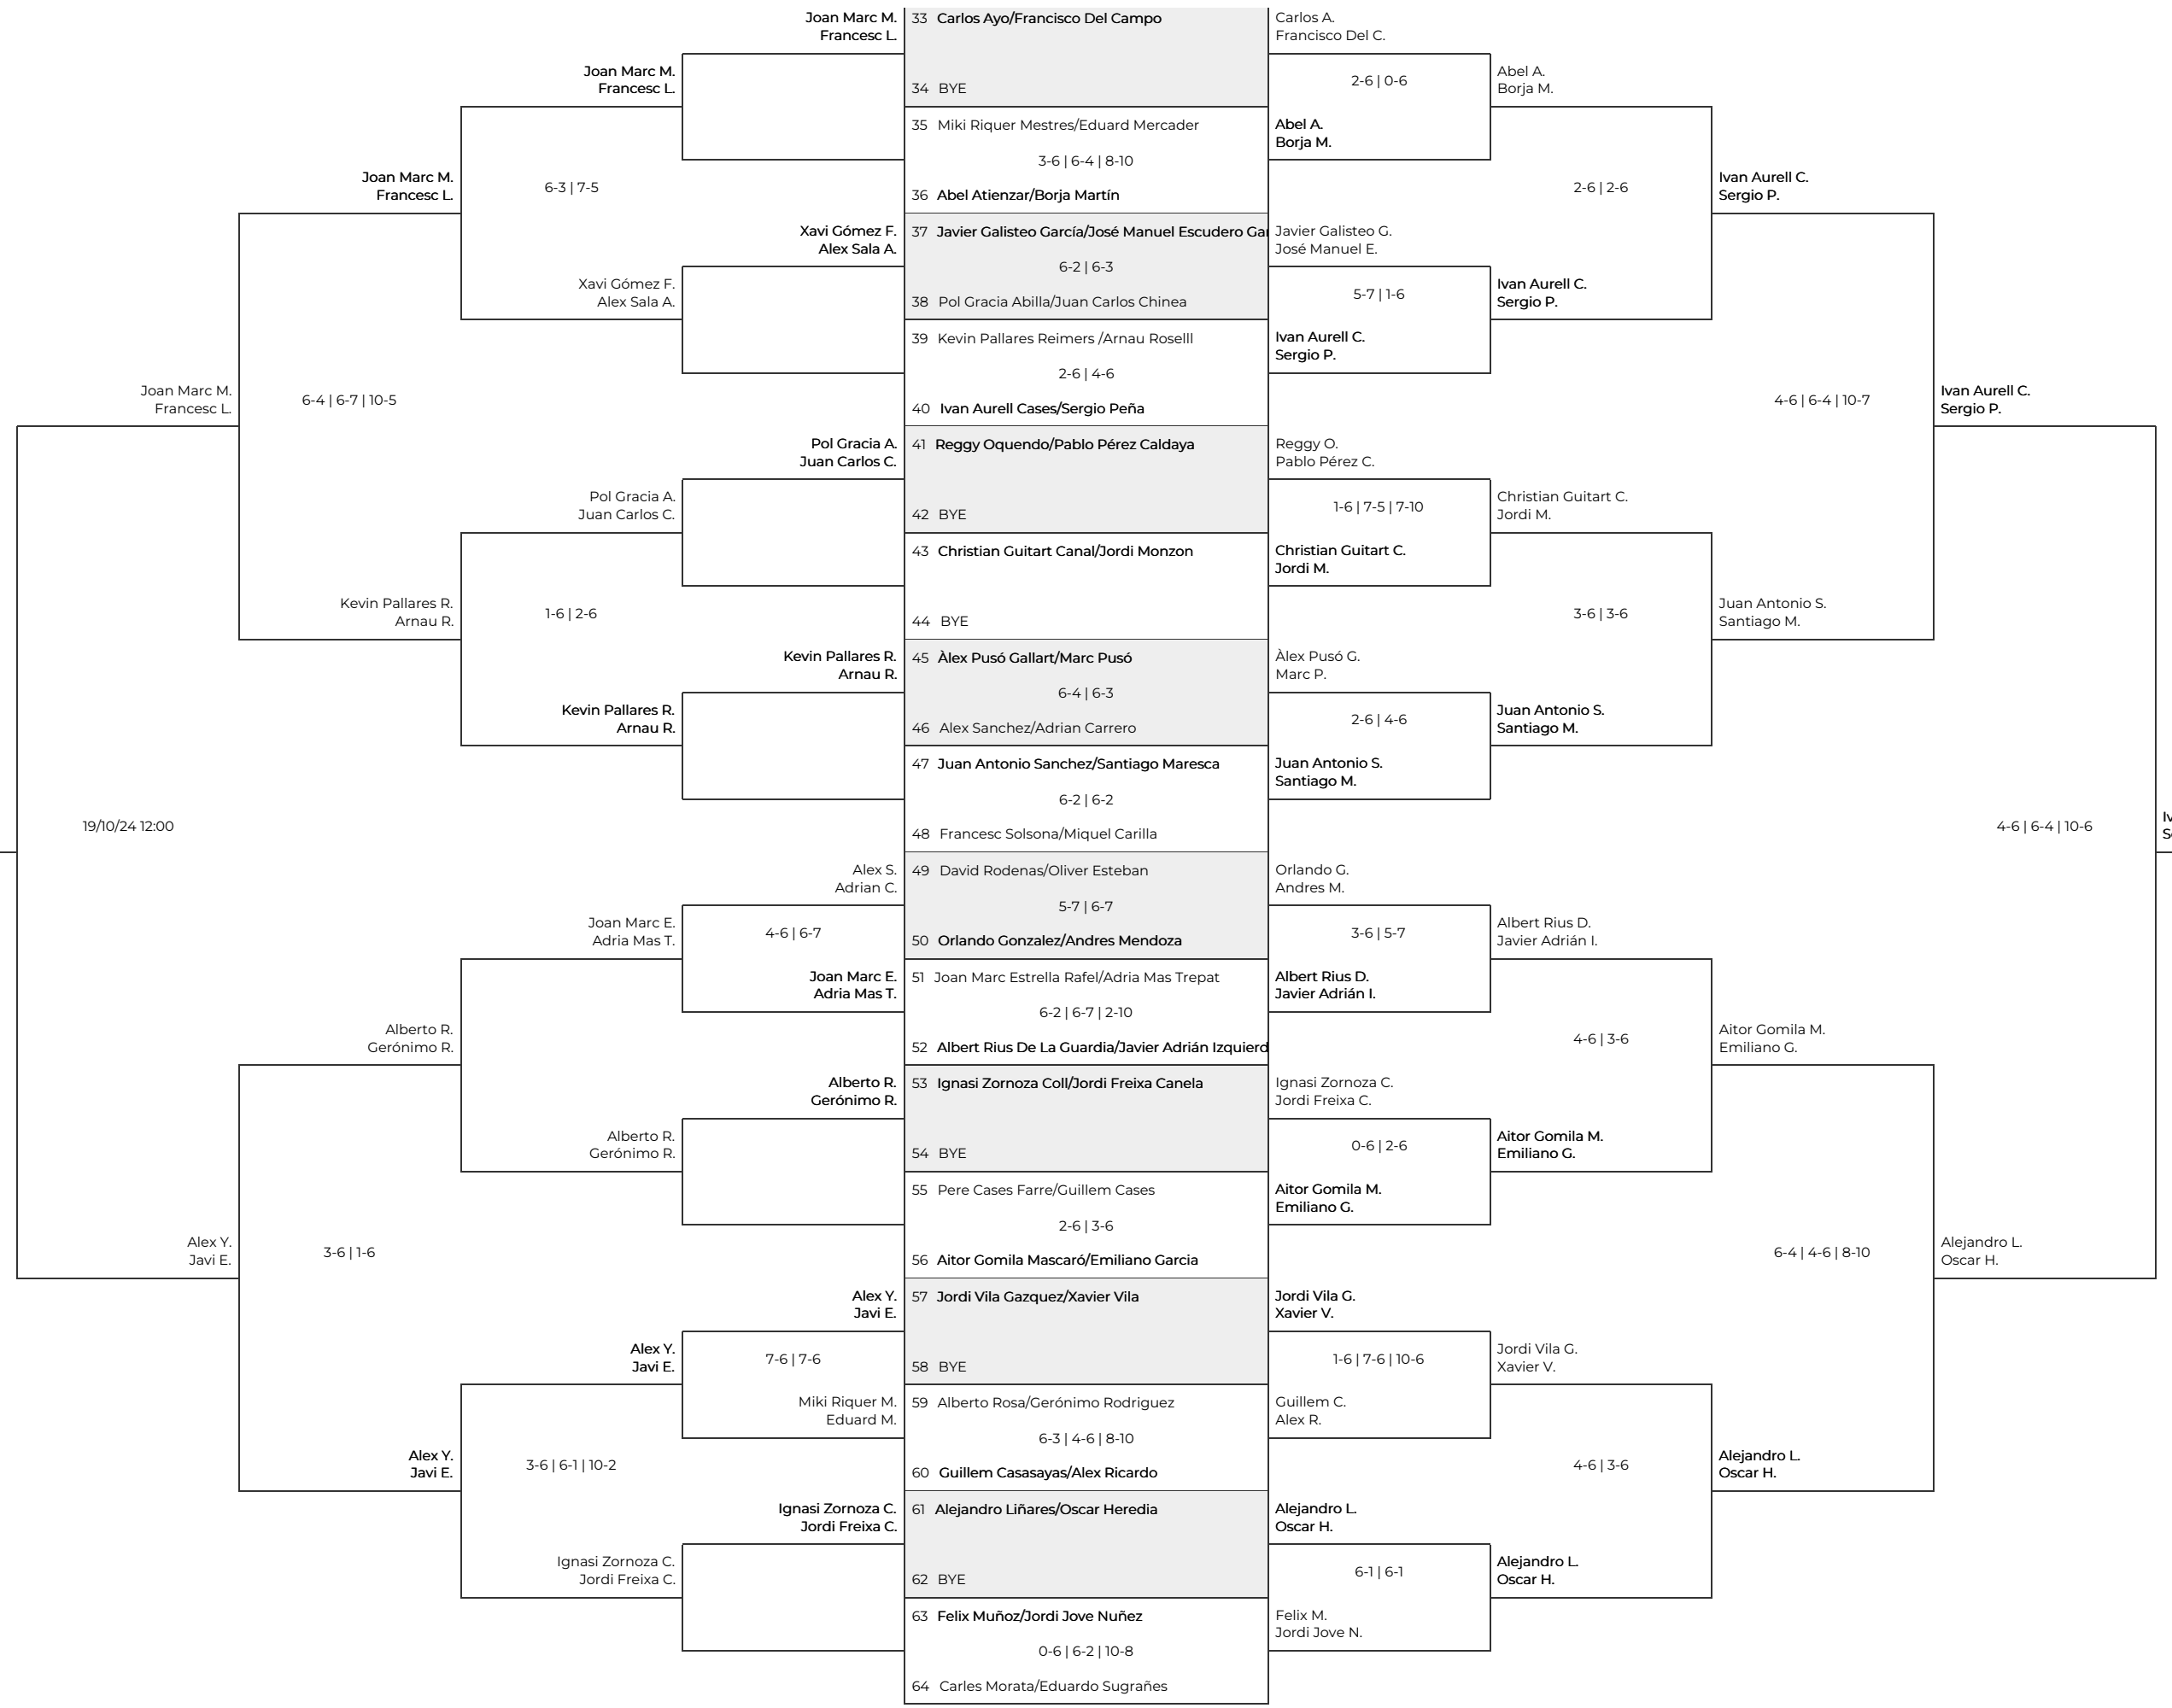 Joan Marc M.
Francesc L.
33 Carlos Ayo/Francisco Del Campo
Carlos A.
Francisco Del C.
Joan Marc M.
Francesc L.
34 BYE
2-6 | 0-6
Abel A.
Borja M.
35 Miki Riquer Mestres/Eduard Mercader
3-6 | 6-4 | 8-10
Abel A.
Borja M.
Joan Marc M.
Francesc L.
6-3 | 7-5
36 Abel Atienzar/Borja Martín
2-6 | 2-6
Ivan Aurell C.
Sergio P.
Xavi Gómez F.
Alex Sala A.
37 Javier Galisteo García/José Manuel Escudero Gar
Javier Galisteo G.
José Manuel E.
6-2 | 6-3
Xavi Gómez F.
Alex Sala A.
38 Pol Gracia Abilla/Juan Carlos Chinea
5-7 | 1-6
Ivan Aurell C.
Sergio P.
39 Kevin Pallares Reimers /Arnau Roselll
2-6 | 4-6
Ivan Aurell C.
Sergio P.
Joan Marc M.
Francesc L.
6-4 | 6-7 | 10-5
40 Ivan Aurell Cases/Sergio Peña
4-6 | 6-4 | 10-7
Ivan Aurell C.
Sergio P.
Pol Gracia A.
Juan Carlos C.
41 Reggy Oquendo/Pablo Pérez Caldaya
Reggy O.
Pablo Pérez C.
Pol Gracia A.
Juan Carlos C.
42 BYE
1-6 | 7-5 | 7-10
Christian Guitart C.
Jordi M.
43 Christian Guitart Canal/Jordi Monzon
Christian Guitart C.
Jordi M.
Kevin Pallares R.
Arnau R.
1-6 | 2-6
44 BYE
3-6 | 3-6
Juan Antonio S.
Santiago M.
Kevin Pallares R.
Arnau R.
45 Àlex Pusó Gallart/Marc Pusó
Àlex Pusó G.
Marc P.
6-4 | 6-3
Kevin Pallares R.
Arnau R.
46 Alex Sanchez/Adrian Carrero
2-6 | 4-6
Juan Antonio S.
Santiago M.
47 Juan Antonio Sanchez/Santiago Maresca
6-2 | 6-2
Juan Antonio S.
Santiago M.
19/10/24 12:00
48 Francesc Solsona/Miquel Carilla
4-6 | 6-4 | 10-6
Alex S.
Adrian C.
49 David Rodenas/Oliver Esteban
Orlando G.
Andres M.
5-7 | 6-7
Joan Marc E.
Adria Mas T.
4-6 | 6-7
50 Orlando Gonzalez/Andres Mendoza
3-6 | 5-7
Albert Rius D.
Javier Adrián I.
Joan Marc E.
Adria Mas T.
51 Joan Marc Estrella Rafel/Adria Mas Trepat
6-2 | 6-7 | 2-10
Albert Rius D.
Javier Adrián I.
Alberto R.
Gerónimo R.
52 Albert Rius De La Guardia/Javier Adrián Izquierd
4-6 | 3-6
Aitor Gomila M.
Emiliano G.
Alberto R.
Gerónimo R.
53 Ignasi Zornoza Coll/Jordi Freixa Canela
Ignasi Zornoza C.
Jordi Freixa C.
Alberto R.
Gerónimo R.
54 BYE
0-6 | 2-6
Aitor Gomila M.
Emiliano G.
55 Pere Cases Farre/Guillem Cases
2-6 | 3-6
Aitor Gomila M.
Emiliano G.
Alex Y.
Javi E.
3-6 | 1-6
56 Aitor Gomila Mascaró/Emiliano Garcia
6-4 | 4-6 | 8-10
Alejandro L.
Oscar H.
Alex Y.
Javi E.
57 Jordi Vila Gazquez/Xavier Vila
Jordi Vila G.
Xavier V.
Alex Y.
Javi E.
7-6 | 7-6
58 BYE
1-6 | 7-6 | 10-6
Jordi Vila G.
Xavier V.
Miki Riquer M.
Eduard M.
59 Alberto Rosa/Gerónimo Rodriguez
6-3 | 4-6 | 8-10
Guillem C.
Alex R.
Alex Y.
Javi E.
3-6 | 6-1 | 10-2
60 Guillem Casasayas/Alex Ricardo
4-6 | 3-6
Alejandro L.
Oscar H.
Ignasi Zornoza C.
Jordi Freixa C.
61 Alejandro Liñares/Oscar Heredia
Alejandro L.
Oscar H.
Ignasi Zornoza C.
Jordi Freixa C.
62 BYE
6-1 | 6-1
Alejandro L.
Oscar H.
63 Felix Muñoz/Jordi Jove Nuñez
0-6 | 6-2 | 10-8
Felix M.
Jordi Jove N.
64 Carles Morata/Eduardo Sugrañes